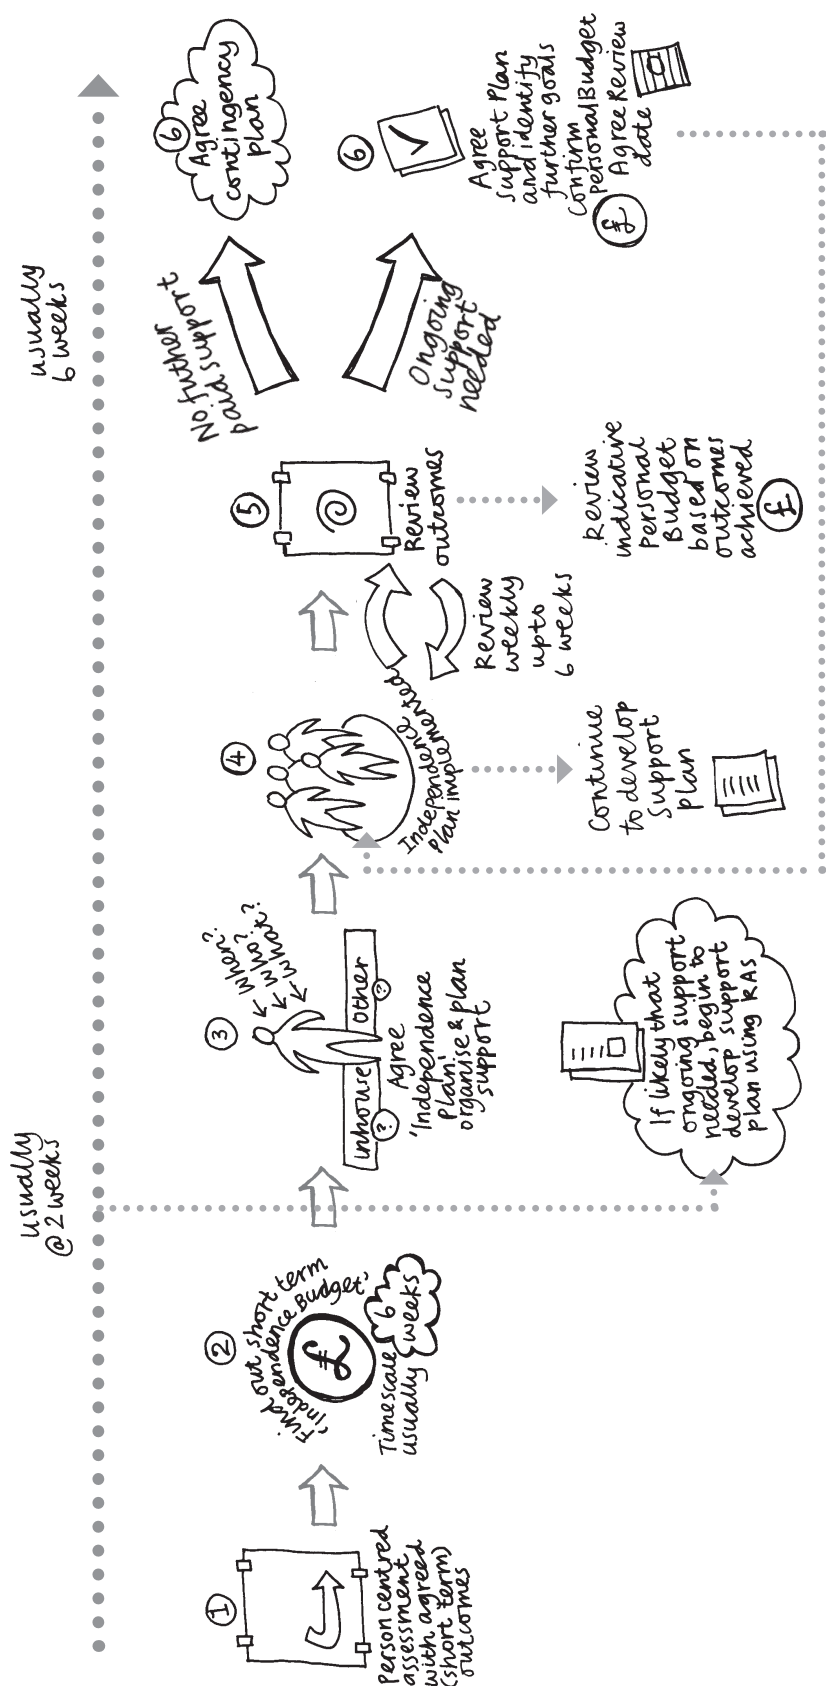 usually
@ 2 weeks
usually
6 weeks
1
Person centred
assessment
with agreed
(short term)
outcomes
2
Find out short term
'independence Budget'
£
Timescale
usually
6
weeks
3
When?
Who?
What?
inhouse
?
Other
?
Agree
'Independence
Plan'.
organise & plan
support
If likely that
ongoing support
needed, begin to
develop support
plan using RAS
4
Independence
Plan implemented
Continue
to develop
Support
plan
Review
weekly
up to
6 weeks
5
Review
outcomes
Review
indicative
Personal
Budget
based on
outcomes
achieved
£
No futher
paid support
Ongoing
Support
needed
6
Agree
contingency
plan
6
Agree
Support Plan
and identify
further goals
Confirm
Personal Budget
£
Agree Review
date